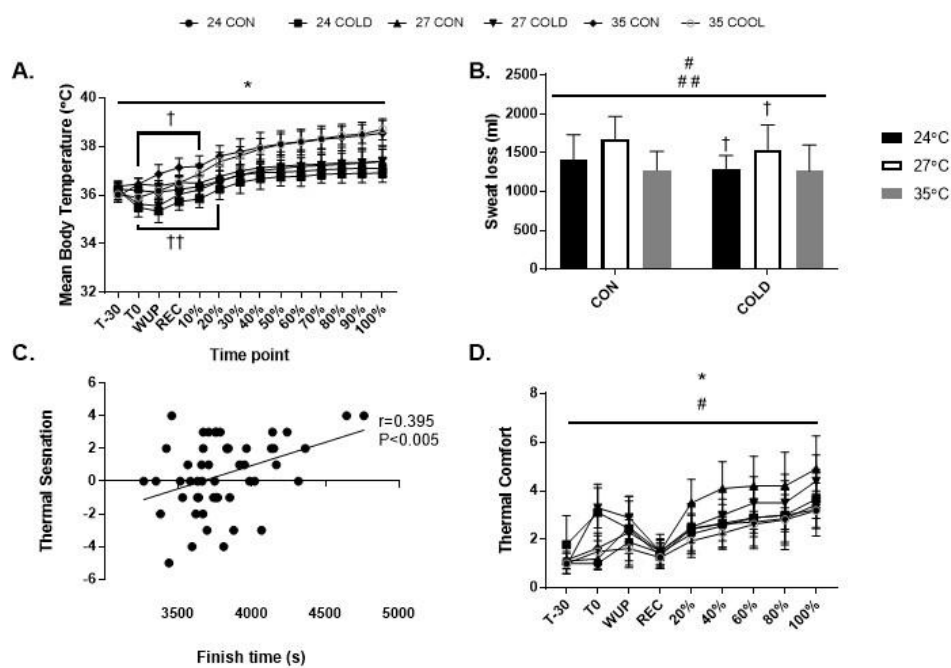 24 CON 24 COLD 27 CON 27 COLD 35 CON 35 COOL
A.
*
†
††
Mean Body Temperature (°C)
40
38
36
34
32
T-30 T0 WUP REC 10% 20% 30% 40% 50% 60% 70% 80% 90% 100%
Time point
B.
#
##
† †
Sweat loss (ml)
2500
2000
1500
1000
500
0
CON COLD
24°C
27°C
35°C
C.
Thermal Sesnation
6
4
2
0
-2
-4
-6
r=0.395
P<0.005
3500 4000 4500 5000
Finish time (s)
D.
*
#
Thermal Comfort
8
6
4
2
0
T-30 T0 WUP REC 20% 40% 60% 80% 100%